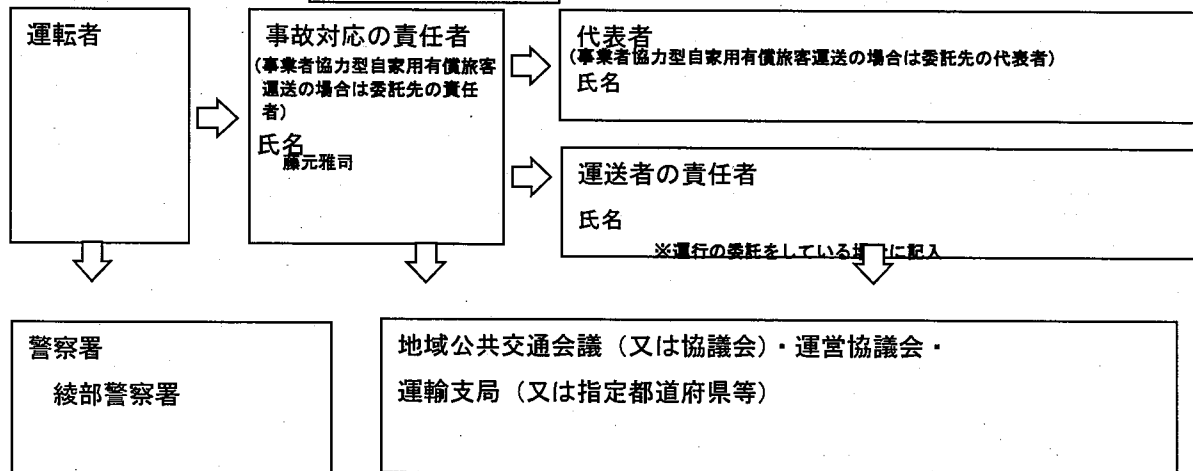 運転者
事故対応の責任者
(事業者協力型自家用有償旅客
運送の場合は委託先の責任
者)
氏名
藤元雅司
代表者
(事業者協力型自家用有償旅客運送の場合は委託先の代表者)
氏名
運送者の責任者
氏名
※運行の委託をしている場合に記入
警察署
綾部警察署
地域公共交通会議（又は協議会）・運営協議会・
運輸支局（又は指定都道府県等）